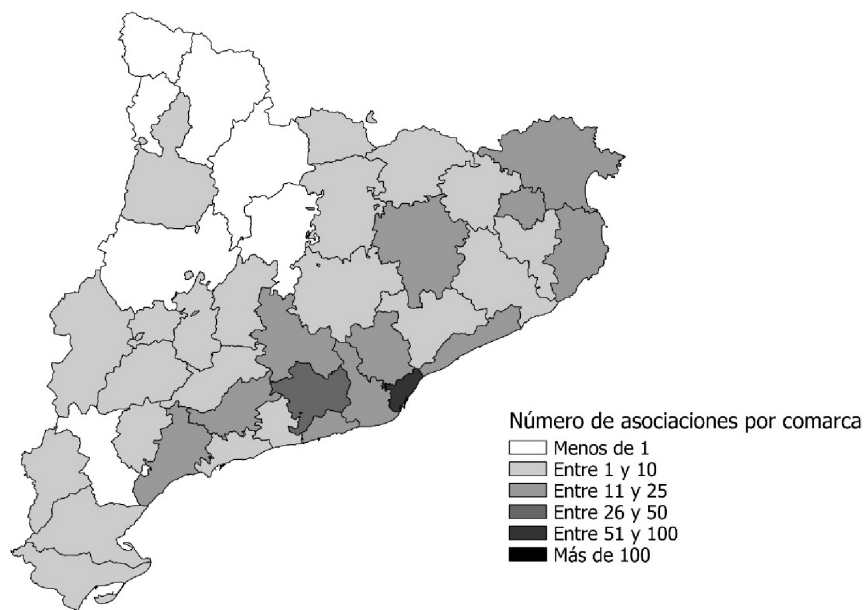 Número de asociaciones por comarca
Menos de 1
Entre 1 y 10
Entre 11 y 25
Entre 26 y 50
Entre 51 y 100
Más de 100